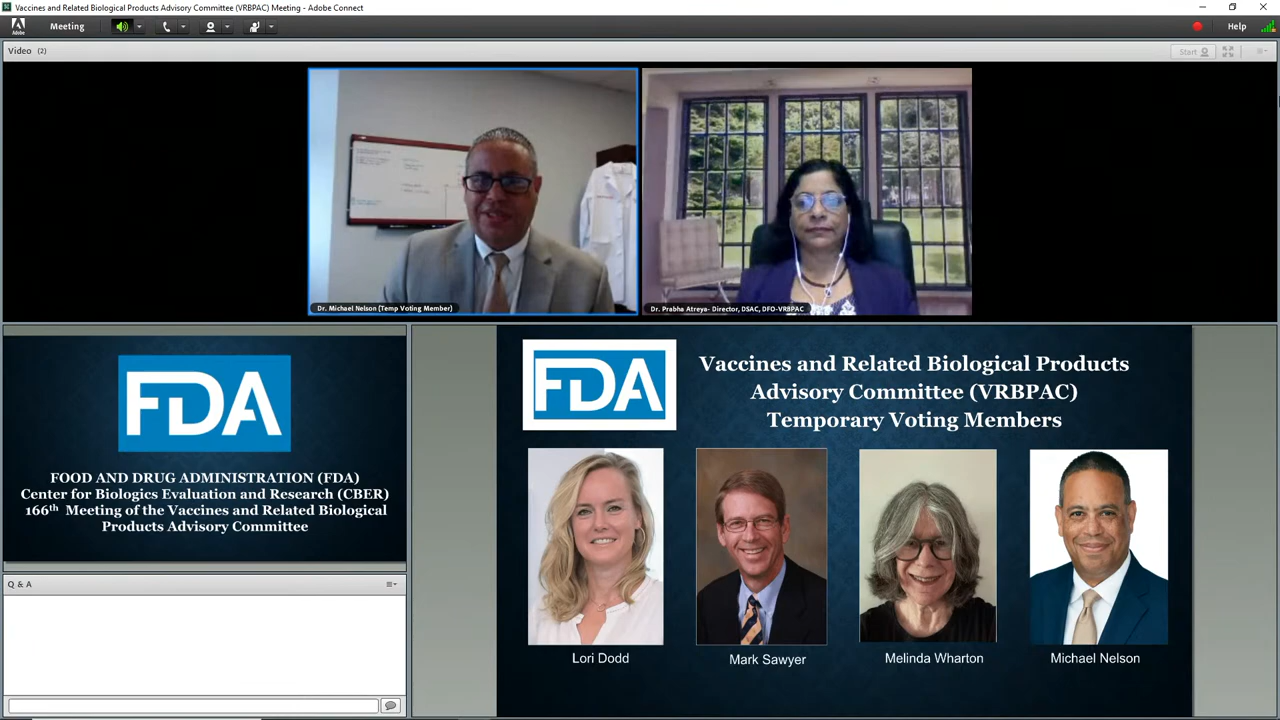 Vaccines and Related Biological Products Advisory Committee (VRBPAC) Meeting - Adobe Connect
Adobe
Meeting
Help
Video (2)
Start
Dr. Michael Nelson (Temp Voting Member)
Dr. Prabha Atreya- Director, DSAC, DFO-VRBPAC
FDA
FOOD AND DRUG ADMINISTRATION (FDA)
Center for Biologics Evaluation and Research (CBER)
166th Meeting of the Vaccines and Related Biological
Products Advisory Committee
Q & A
FDA
Vaccines and Related Biological Products
Advisory Committee (VRBPAC)
Temporary Voting Members
Lori Dodd
Mark Sawyer
Melinda Wharton
Michael Nelson